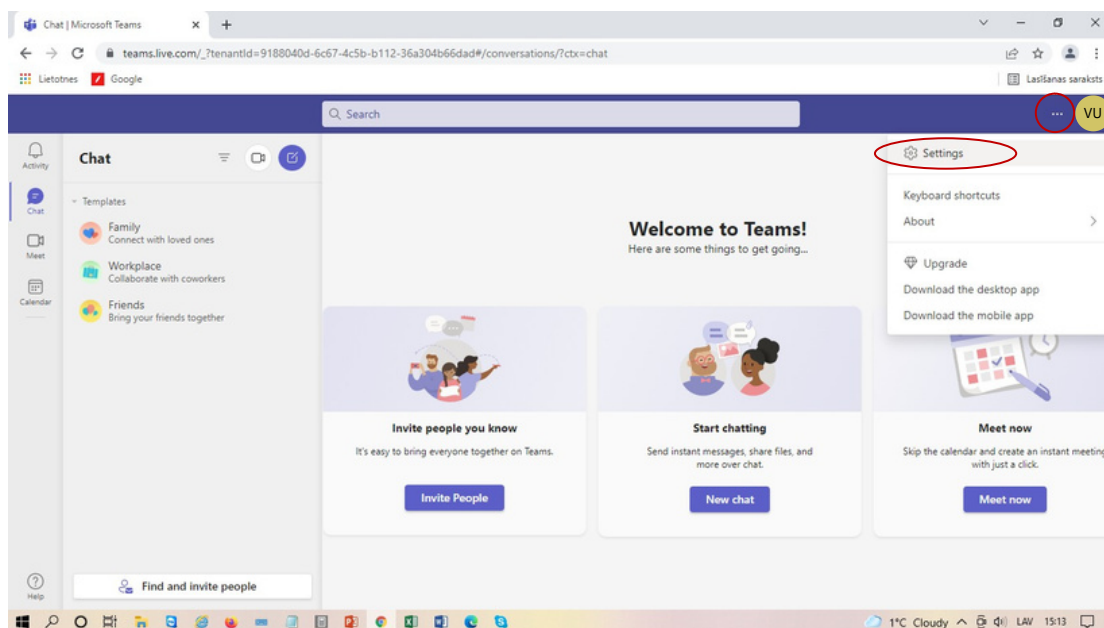 Chat | Microsoft Teams
teams.live.com/_?tenantId=9188040d-6c67-4c5b-b112-36a304b66dad#/conversations/?ctx=chat
Lietotnes
Google
Lasīšanas saraksts
Search
VU
Activity
Chat
Meet
Calendar
Help
Chat
Templates
Family
Connect with loved ones
Workplace
Collaborate with coworkers
Friends
Bring your friends together
Find and invite people
Welcome to Teams!
Here are some things to get going...
Invite people you know
It's easy to bring everyone together on Teams.
Invite People
Start chatting
Send instant messages, share files, and
more over chat.
New chat
Meet now
Skip the calendar and create an instant meeting
with just a click.
Meet now
Settings
Keyboard shortcuts
About
Upgrade
Download the desktop app
Download the mobile app
1°C Cloudy
LAV
15:13